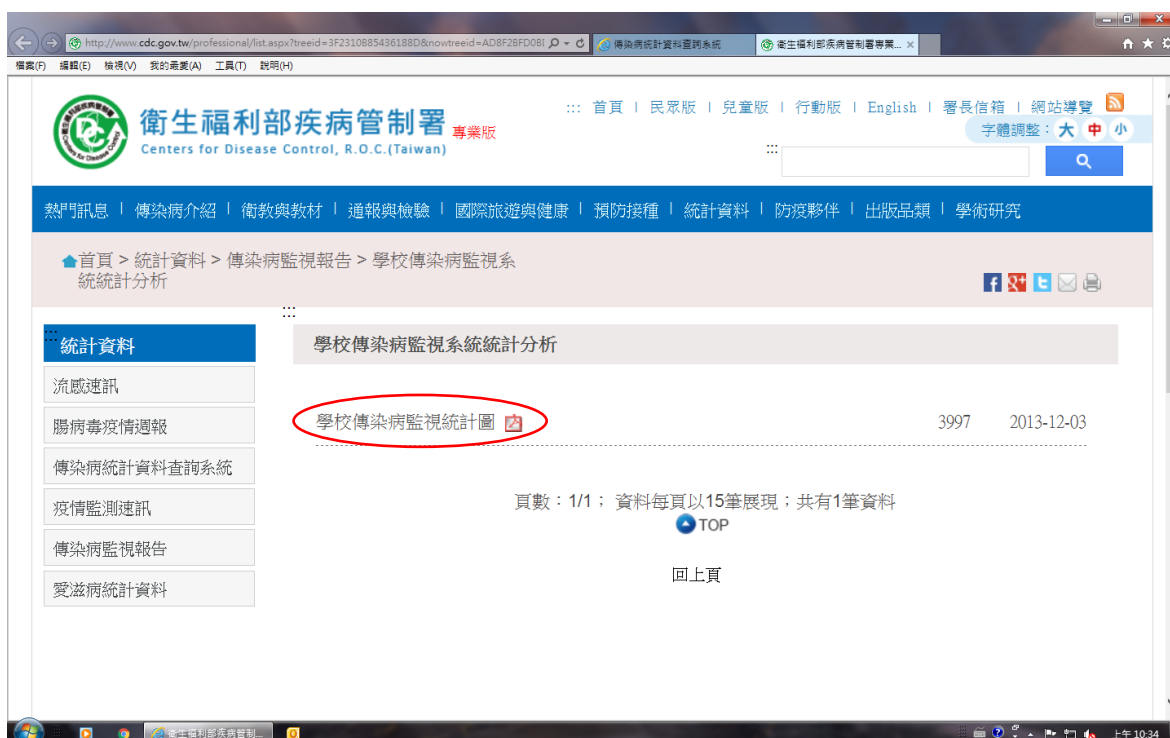 http://www.cdc.gov.tw/professional/list.aspx?treeid=3F2310B85436188D&nowtreeid=AD8F2BFD0B
傳染病統計資料查詢系統
衛生福利部疾病管制署專業...
檔案(F) 編輯(E) 檢視(V) 我的最愛(A) 工具(T) 說明(H)
衛生福利部疾病管制署 專業版
Centers for Disease Control, R.O.C.(Taiwan)
::: 首頁 | 民眾版 | 兒童版 | 行動版 | English | 署長信箱 | 網站導覽
字體調整：大 中 小
:::
熱門訊息 | 傳染病介紹 | 衛教與教材 | 通報與檢驗 | 國際旅遊與健康 | 預防接種 | 統計資料 | 防疫夥伴 | 出版品類 | 學術研究
首頁 > 統計資料 > 傳染病監視報告 > 學校傳染病監視系
統統計分析
:::
:::
統計資料
流感速訊
腸病毒疫情週報
傳染病統計資料查詢系統
疫情監測速訊
傳染病監視報告
愛滋病統計資料
學校傳染病監視系統統計分析
學校傳染病監視統計圖 3997 2013-12-03
頁數：1/1； 資料每頁以15筆展現；共有1筆資料
TOP
回上頁
衛生福利部疾病管制...
上午 10:34